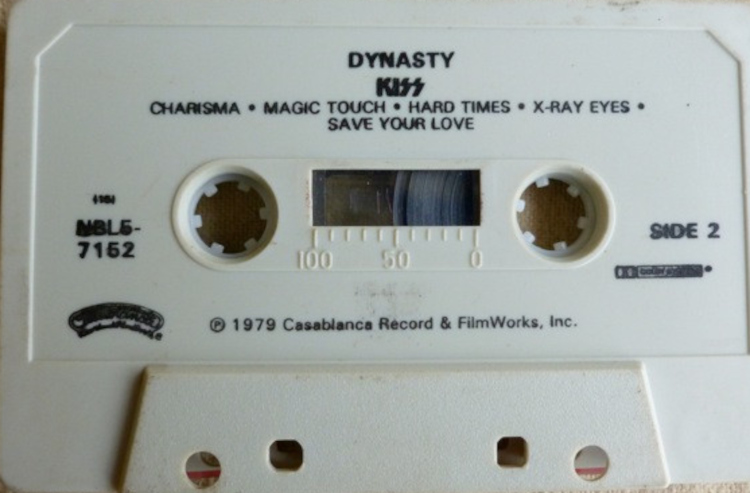 DYNASTY
KISS
CHARISMA • MAGIC TOUCH • HARD TIMES • X-RAY EYES •
SAVE YOUR LOVE
NBL5-
7152
SIDE 2
100 50 0
℗ 1979 Casablanca Record & FilmWorks, Inc.